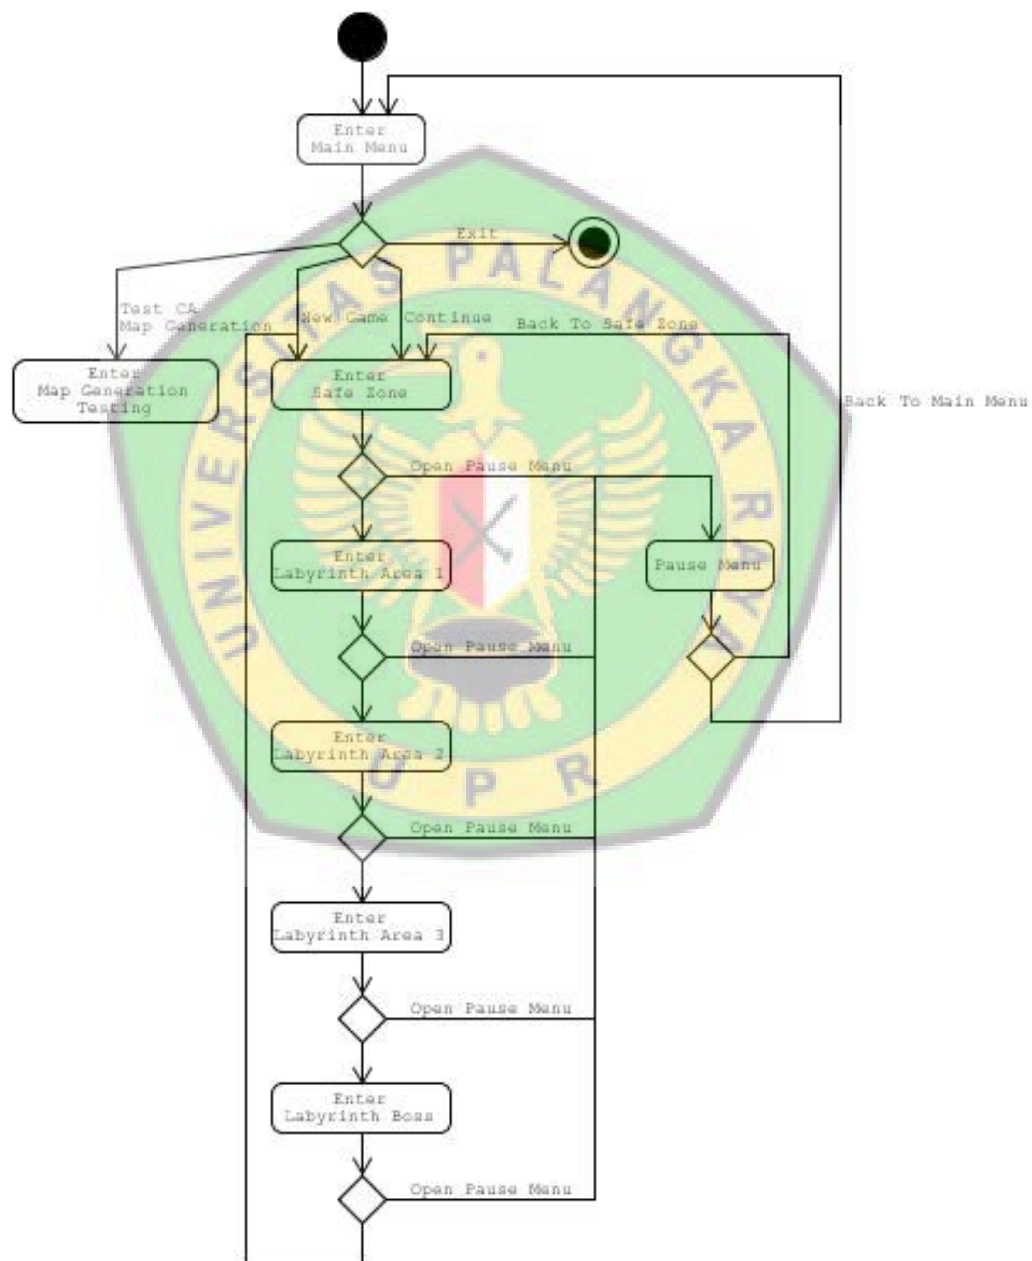 Enter
Main Menu
Exit
Test CA
Map Generation
New Game
Continue
Back To Safe Zone
Enter
Map Generation
Testing
Enter
Safe Zone
Back To Main Menu
Open Pause Menu
Enter
Labyrinth Area 1
Pause Menu
Open Pause Menu
Enter
Labyrinth Area 2
Open Pause Menu
Enter
Labyrinth Area 3
Open Pause Menu
Enter
Labyrinth Boss
Open Pause Menu
UNIVERSITAS PALANGKA RAYA
UPR